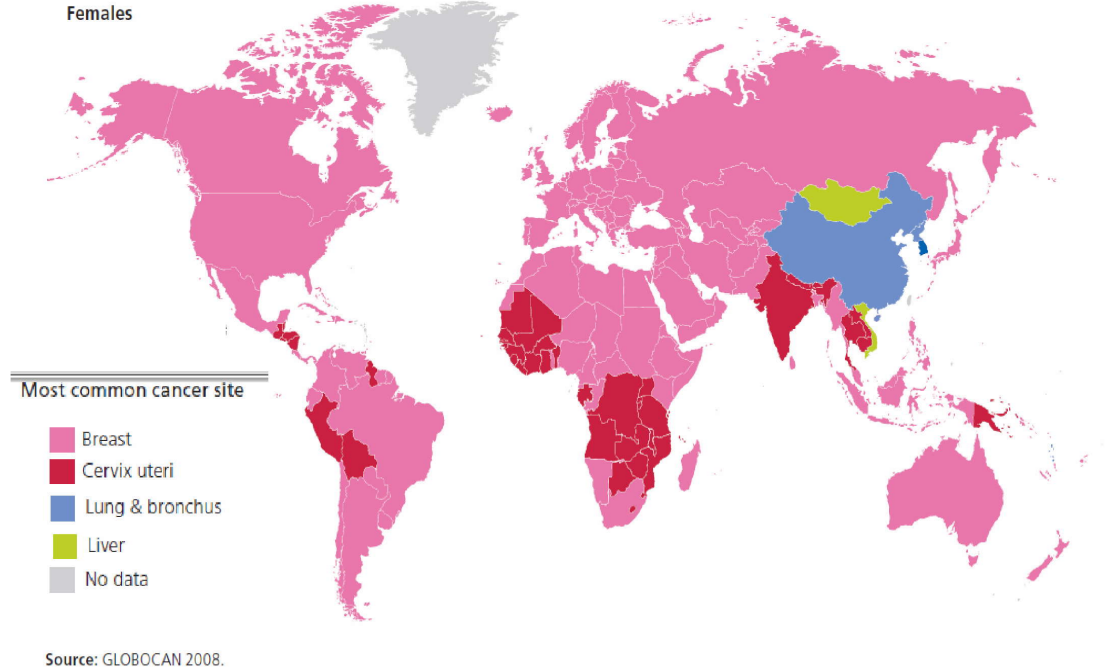 Females
Most common cancer site
Breast
Cervix uteri
Lung & bronchus
Liver
No data
Source: GLOBOCAN 2008.